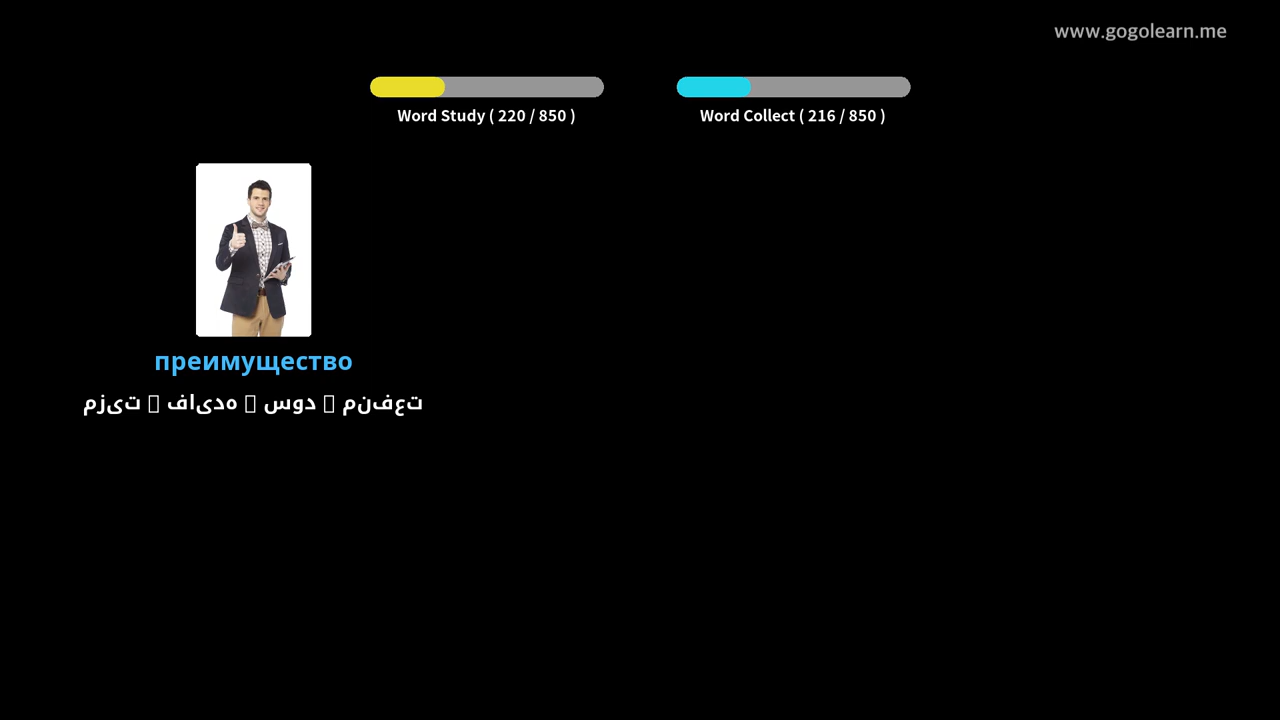 www.gogolearn.me
Word Study ( 220 / 850 )
Word Collect ( 216 / 850 )
преимущество
مزیت □ فایده □ سود □ منفعت